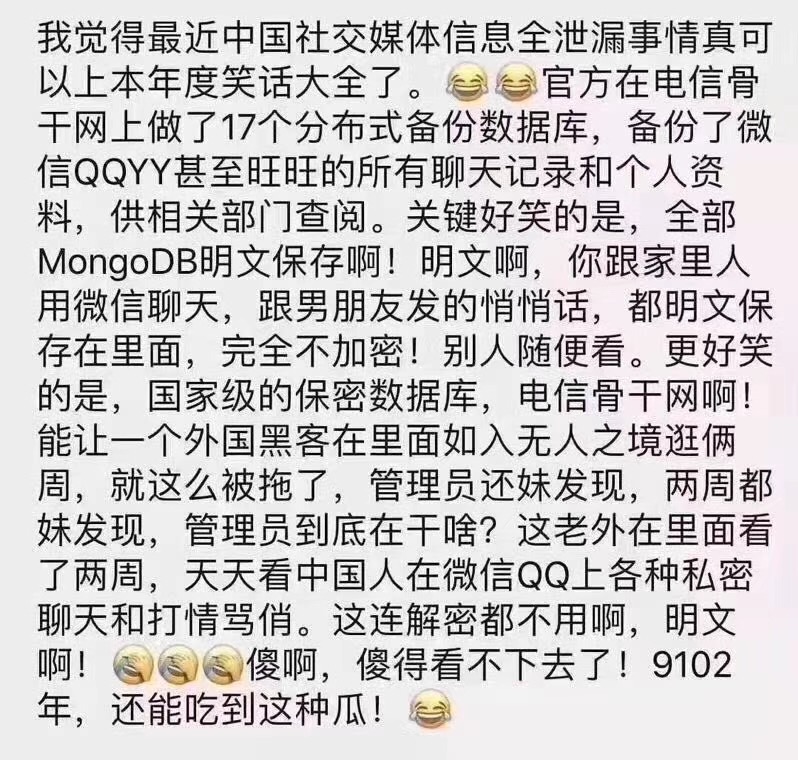 我觉得最近中国社交媒体信息全泄漏事情真可
以上本年度笑话大全了。😂😂官方在电信骨
干网上做了17个分布式备份数据库，备份了微
信QQYY甚至旺旺的所有聊天记录和个人资
料，供相关部门查阅。关键好笑的是，全部
MongoDB明文保存啊！明文啊，你跟家里人
用微信聊天，跟男朋友发的悄悄话，都明文保
存在里面，完全不加密！别人随便看。更好笑
的是，国家级的保密数据库，电信骨干网啊！
能让一个外国黑客在里面如入无人之境逛俩
周，就这么被拖了，管理员还妹发现，两周都
妹发现，管理员到底在干啥？这老外在里面看
了两周，天天看中国人在微信QQ上各种私密
聊天和打情骂俏。这连解密都不用啊，明文
啊！🤦🤦🤦傻啊，傻得看不下去了！9102
年，还能吃到这种瓜！😂